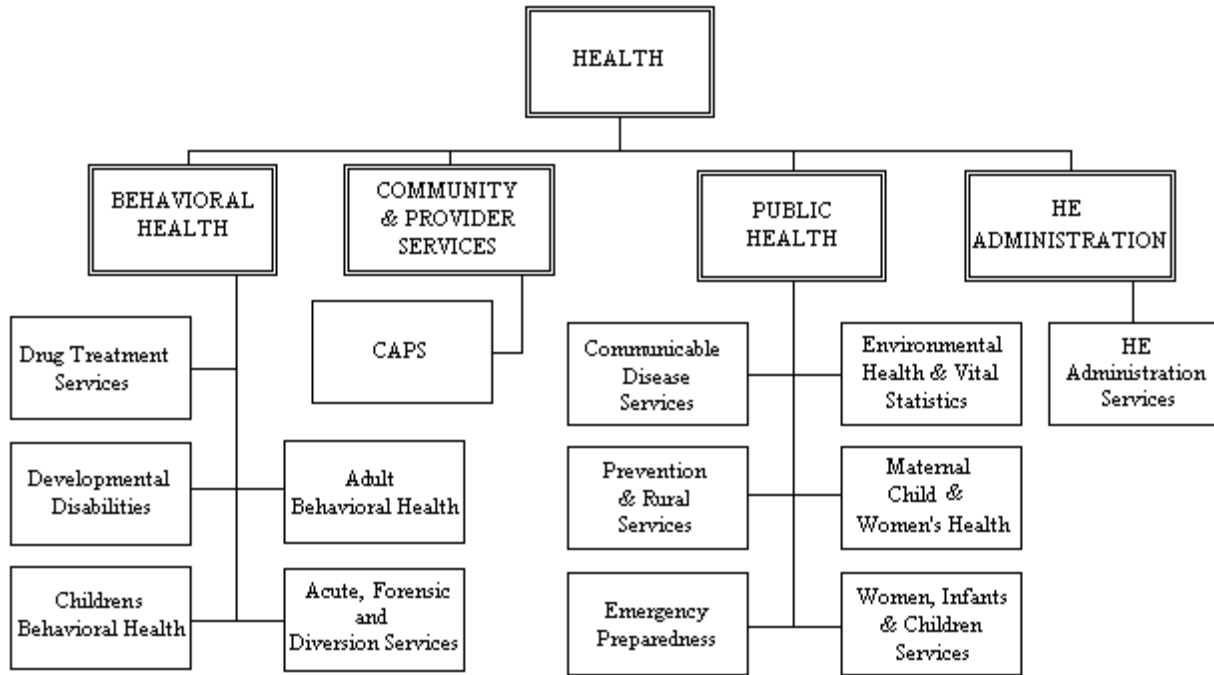 HEALTH
BEHAVIORAL
HEALTH
COMMUNITY
& PROVIDER
SERVICES
PUBLIC
HEALTH
HE
ADMINISTRATION
Drug Treatment
Services
CAPS
Communicable
Disease
Services
Environmental
Health & Vital
Statistics
HE
Administration
Services
Developmental
Disabilities
Adult
Behavioral Health
Prevention
& Rural
Services
Maternal
Child &
Women's Health
Childrens
Behavioral Health
Acute, Forensic
and
Diversion Services
Emergency
Preparedness
Women, Infants
& Children
Services